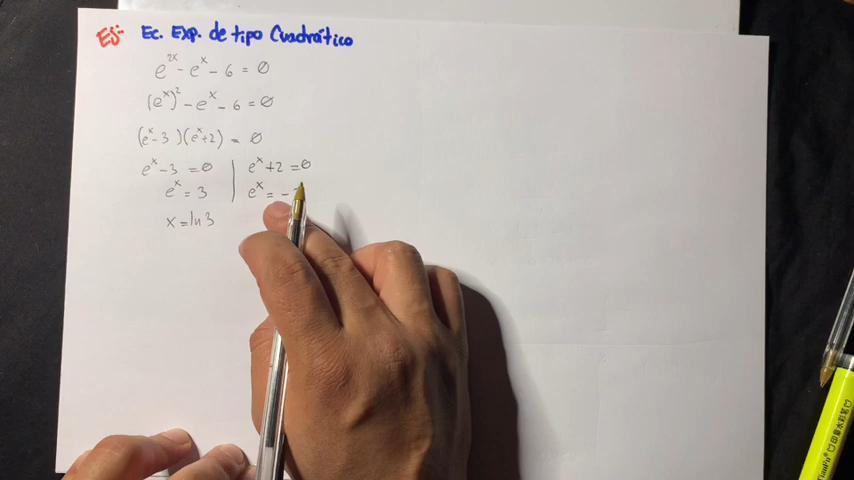 Ej:- Ec. Exp. de tipo Cuadrático
e^2x - e^x - 6 = 0
(e^x)^2 - e^x - 6 = 0
(e^x - 3)(e^x + 2) = 0
e^x - 3 = 0 | e^x + 2 = 0
e^x = 3 | e^x = -
x = ln 3